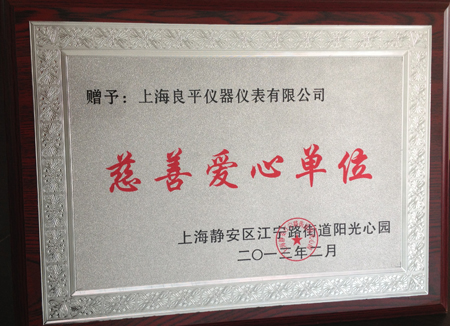 赠予：上海良平仪器仪表有限公司
慈善爱心单位
上海静安区江宁路街道阳光心园
二〇一三年二月